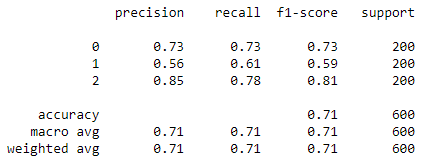 precision recall f1-score support
0 0.73 0.73 0.73 200
1 0.56 0.61 0.59 200
2 0.85 0.78 0.81 200
accuracy 0.71 600
macro avg 0.71 0.71 0.71 600
weighted avg 0.71 0.71 0.71 600